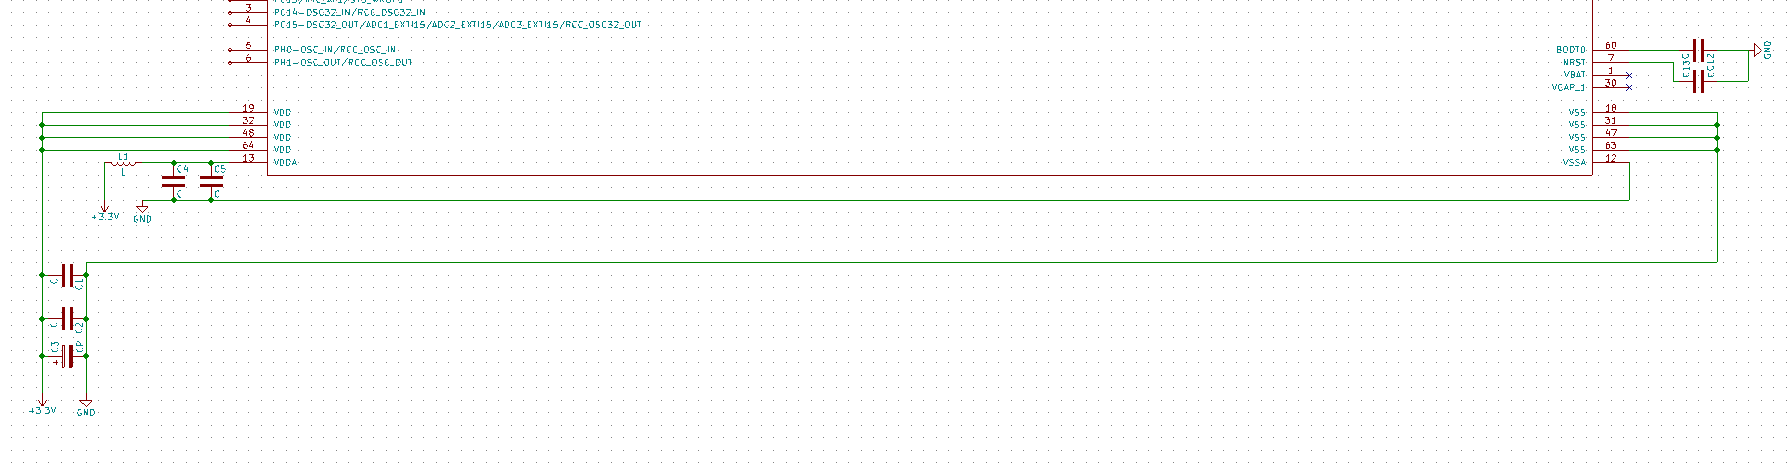 3 PC14-OSC32_IN/RCC_OSC32_IN
4 PC15-OSC32_OUT/ADC1_EXTI15/ADC2_EXTI15/ADC3_EXTI15/RCC_OSC32_OUT
5 PH0-OSC_IN/RCC_OSC_IN
6 PH1-OSC_OUT/RCC_OSC_OUT
BOOT0 60
NRST 7
VBAT 1
VCAP_1 30
GND
19 VDD
32 VDD
48 VDD
64 VDD
13 VDDA
VSS 18
VSS 31
VSS 47
VSS 63
VSSA 12
L1
L
C4
C
C5
C
+3.3V
GND
C
C1
C
C2
C3
CP
+3.3V
GND